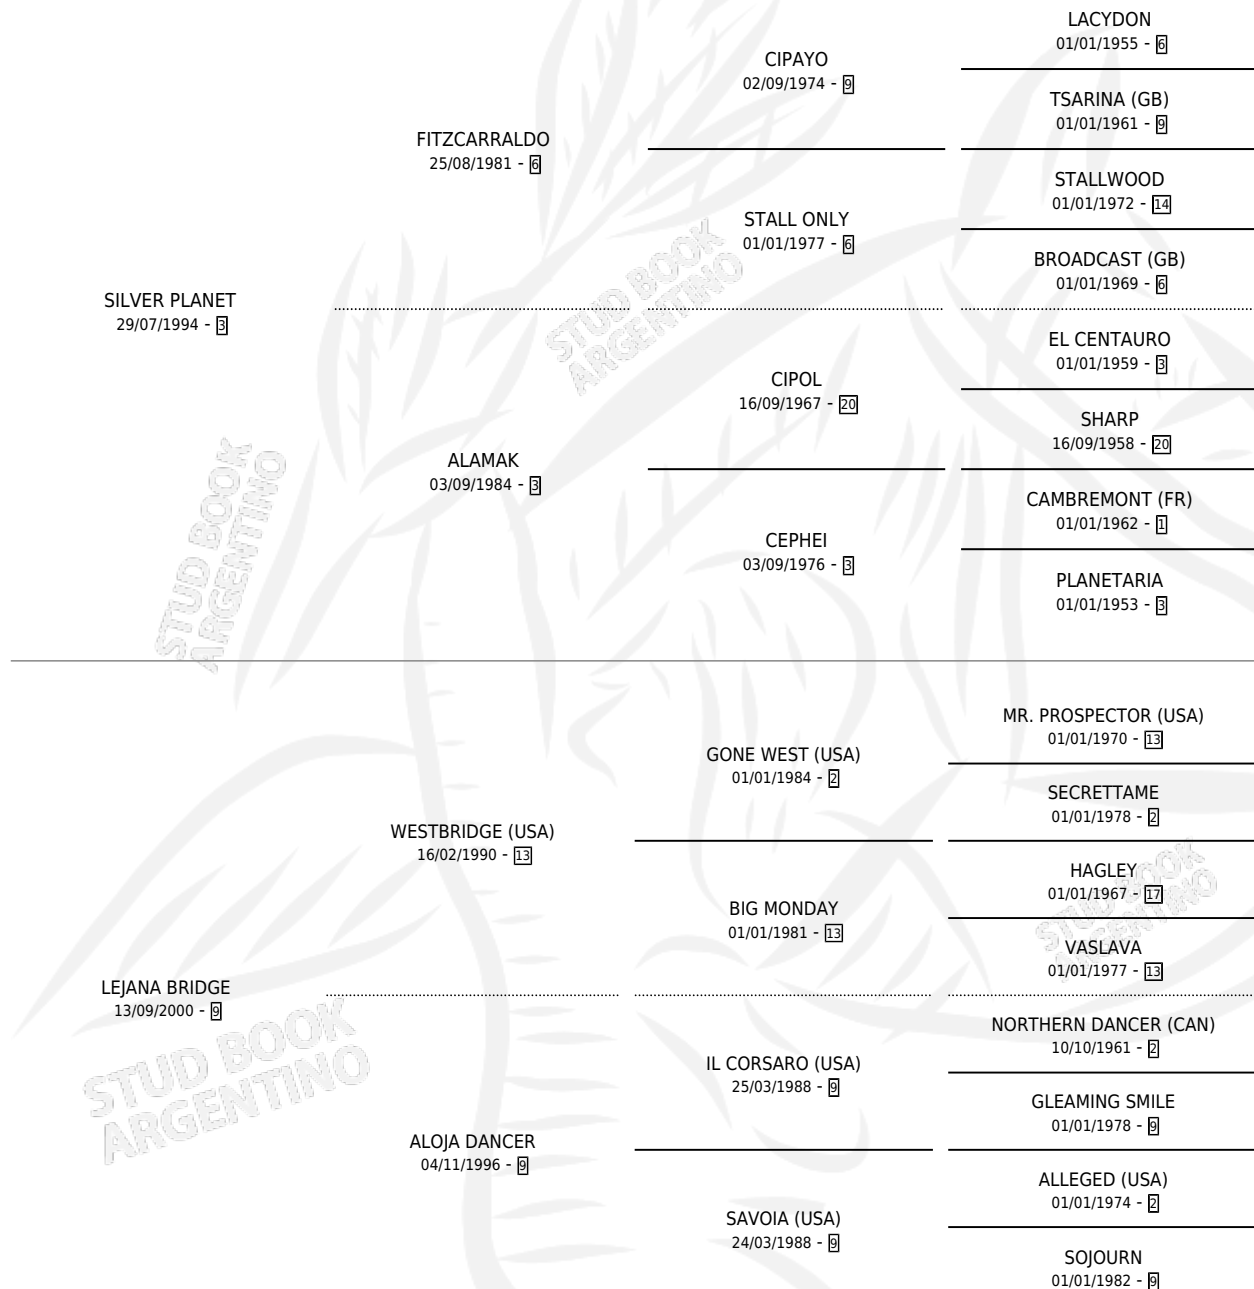 LACYDON
01/01/1955 - 6
CIPAYO
02/09/1974 - 9
TSARINA (GB)
01/01/1961 - 9
FITZCARRALDO
25/08/1981 - 6
STALLWOOD
01/01/1972 - 14
STALL ONLY
01/01/1977 - 6
BROADCAST (GB)
01/01/1969 - 6
SILVER PLANET
29/07/1994 - 3
EL CENTAURO
01/01/1959 - 3
CIPOL
16/09/1967 - 20
SHARP
16/09/1958 - 20
ALAMAK
03/09/1984 - 3
CAMBREMONT (FR)
01/01/1962 - 1
CEPHEI
03/09/1976 - 3
PLANETARIA
01/01/1953 - 3
MR. PROSPECTOR (USA)
01/01/1970 - 13
GONE WEST (USA)
01/01/1984 - 2
SECRETTAME
01/01/1978 - 2
WESTBRIDGE (USA)
16/02/1990 - 13
HAGLEY
01/01/1967 - 17
BIG MONDAY
01/01/1981 - 13
VASLAVA
01/01/1977 - 13
LEJANA BRIDGE
13/09/2000 - 9
NORTHERN DANCER (CAN)
10/10/1961 - 2
IL CORSARO (USA)
25/03/1988 - 9
GLEAMING SMILE
01/01/1978 - 9
ALOJA DANCER
04/11/1996 - 9
ALLEGED (USA)
01/01/1974 - 2
SAVOIA (USA)
24/03/1988 - 9
SOJOURN
01/01/1982 - 9
STUD BOOK
ARGENTINO
STUD BOOK
ARGENTINO
STUD BOOK
ARGENTINO
STUD BOOK
ARGENTINO